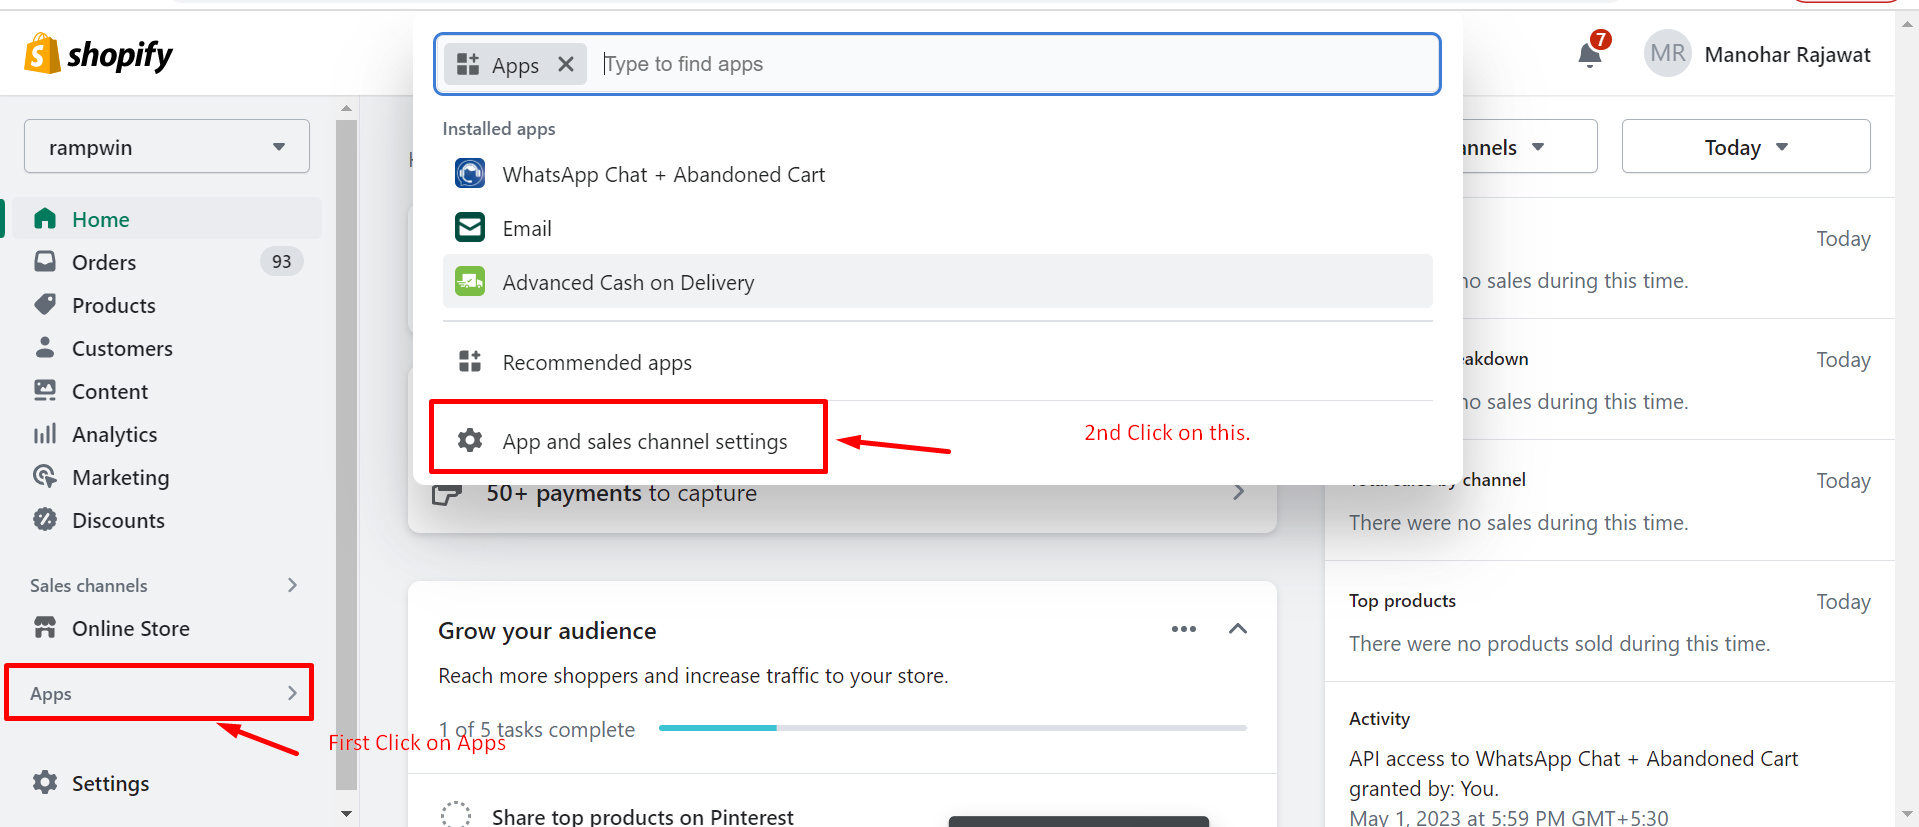 shopify
Apps
Type to find apps
7
MR
Manohar Rajawat
rampwin
Installed apps
WhatsApp Chat + Abandoned Cart
Email
Advanced Cash on Delivery
Recommended apps
App and sales channel settings
2nd Click on this.
Home
Orders
93
Products
Customers
Content
Analytics
Marketing
Discounts
Sales channels
Online Store
Apps
First Click on Apps
Settings
50+ payments to capture
Grow your audience
Reach more shoppers and increase traffic to your store.
1 of 5 tasks complete
Share top products on Pinterest
Today
Today
sales during this time.
Today
sales during this time.
channel
Today
There were no sales during this time.
Top products
Today
There were no products sold during this time.
Activity
API access to WhatsApp Chat + Abandoned Cart
granted by: You.
May 1, 2023 at 5:59 PM GMT+5:30